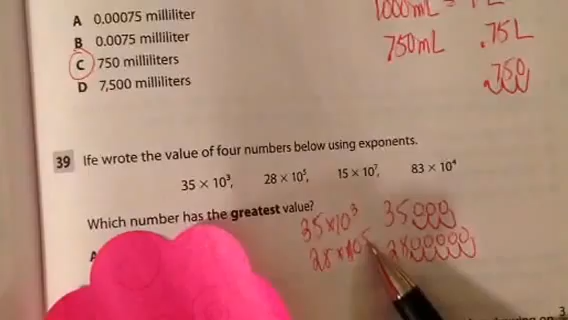 A 0.00075 milliliter
B 0.0075 milliliter
C 750 milliliters
D 7,500 milliliters
1000mL =
750mL .75L
.750
39 Ife wrote the value of four numbers below using exponents.
35 × 10³, 28 × 10⁵, 15 × 10⁷, 83 × 10⁴
Which number has the greatest value?
A
35×10³ 35000
28×10⁵ 2800000